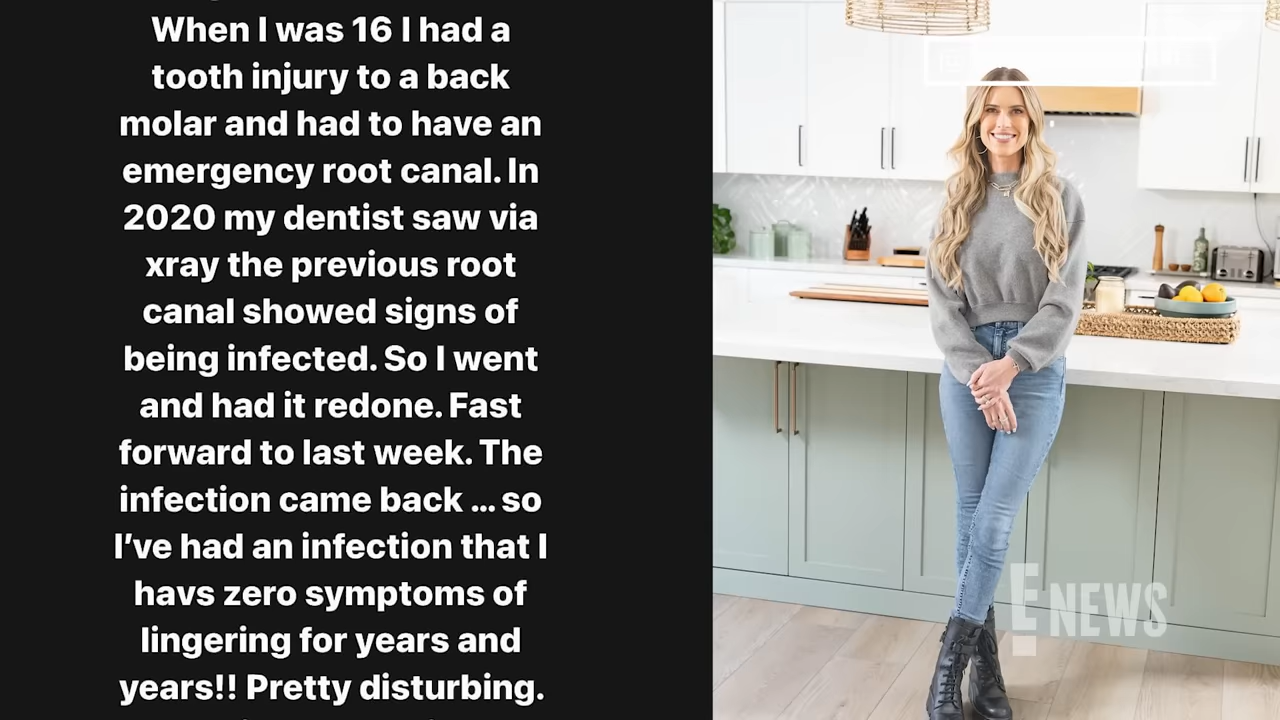 When I was 16 I had a
tooth injury to a back
molar and had to have an
emergency root canal. In
2020 my dentist saw via
xray the previous root
canal showed signs of
being infected. So I went
and had it redone. Fast
forward to last week. The
infection came back ... so
I've had an infection that I
havs zero symptoms of
lingering for years and
years!! Pretty disturbing.
E NEWS